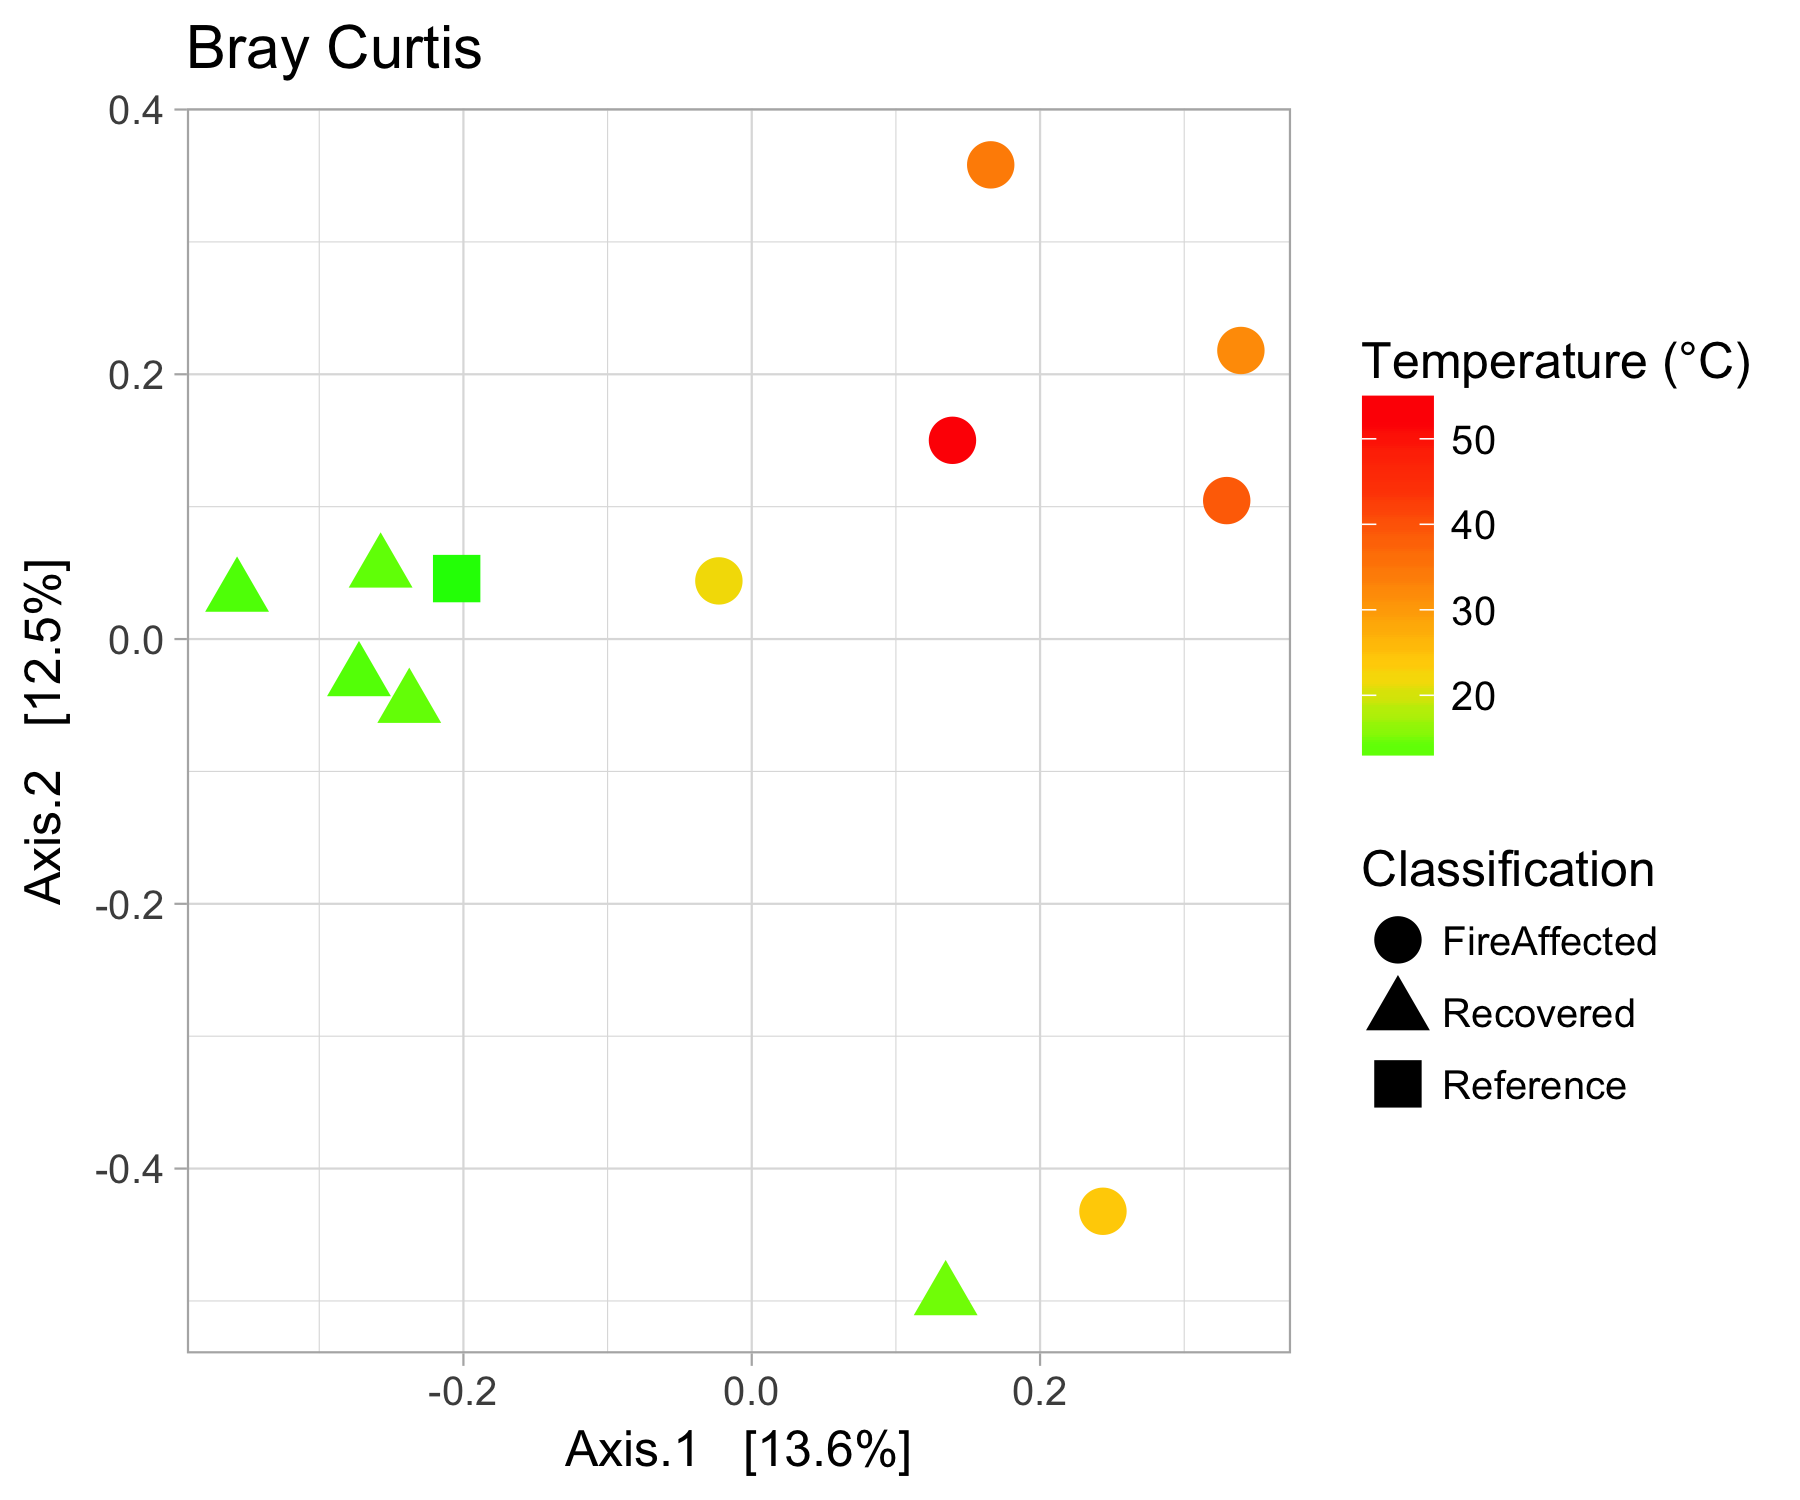 Bray Curtis
0.4
0.2
0.0
-0.2
-0.4
Axis.2 [12.5%]
-0.2 0.0 0.2
Axis.1 [13.6%]
Temperature (°C)
50
40
30
20
Classification
FireAffected
Recovered
Reference